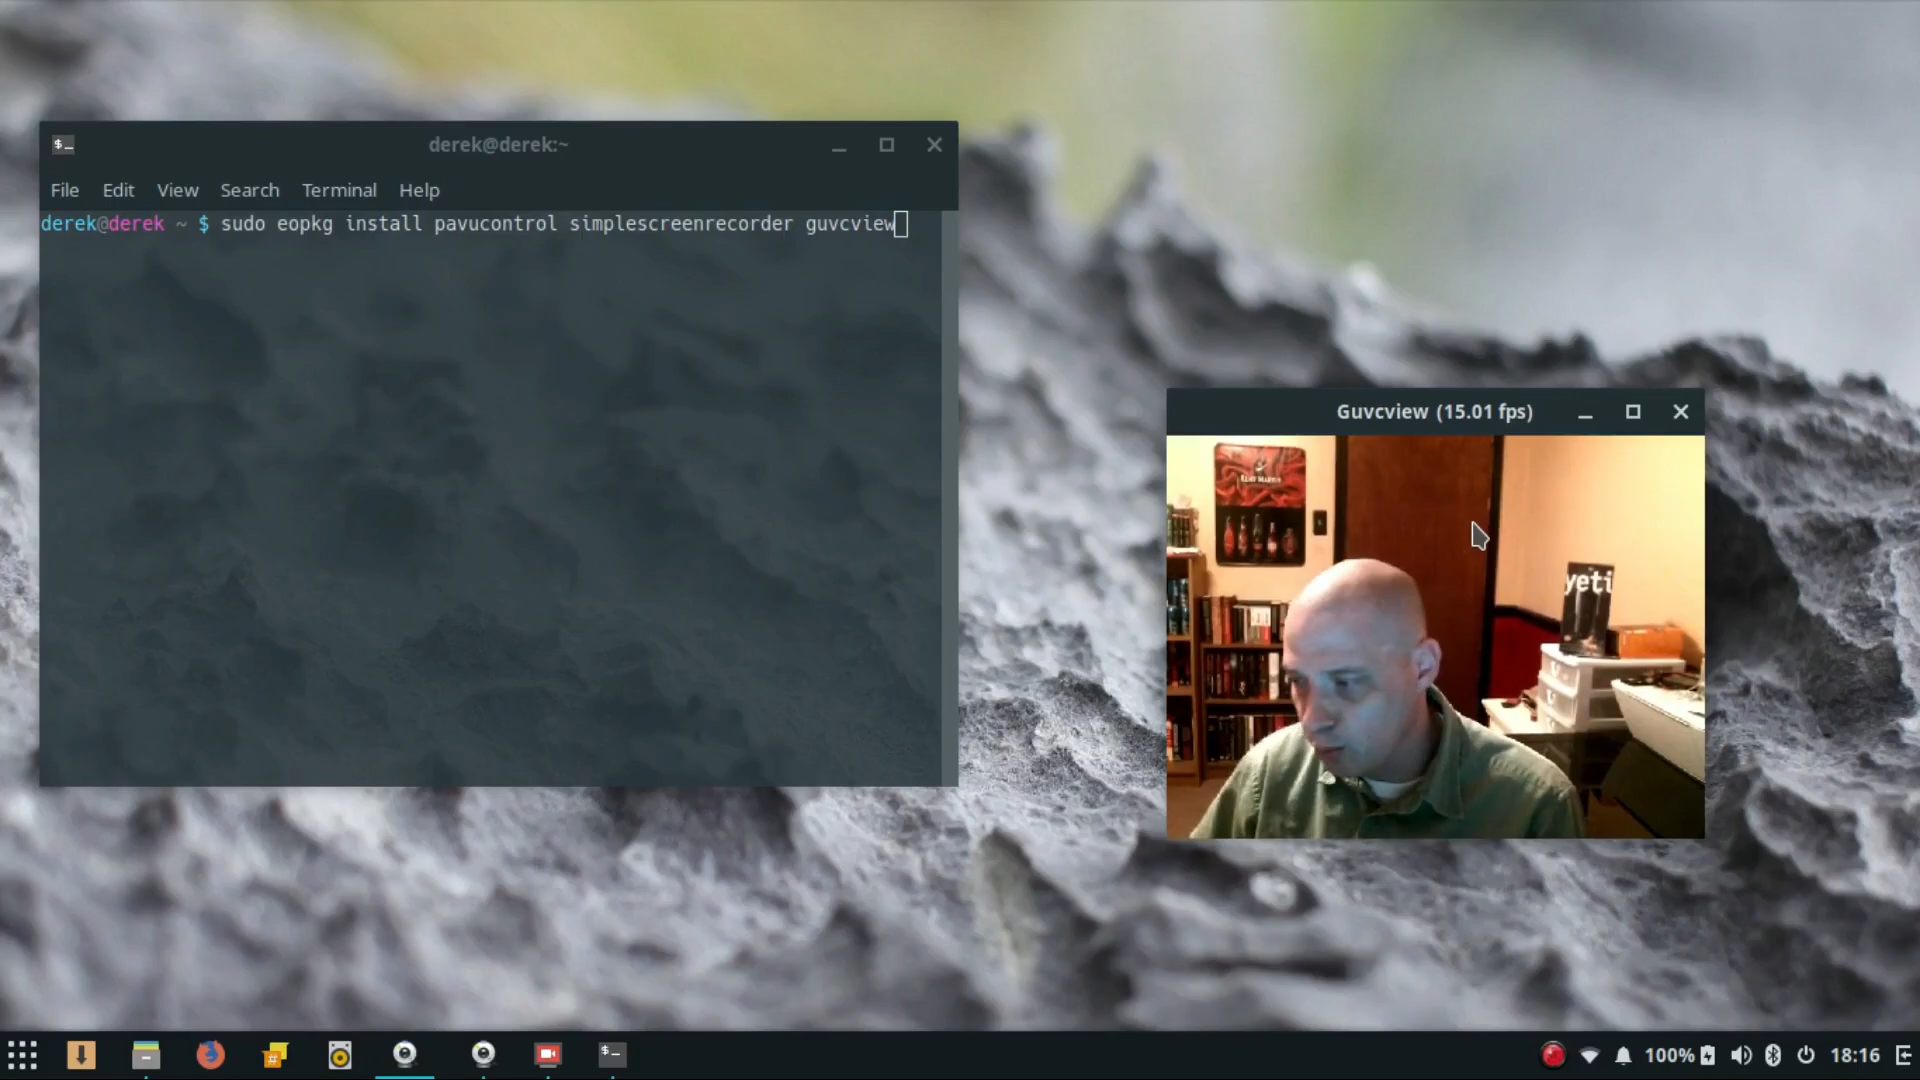 derek@derek:~
File Edit View Search Terminal Help
derek@derek ~ $ sudo eopkg install pavucontrol simplescreenrecorder guvcview
Guvcview (15.01 fps)
yeti
100%
18:16